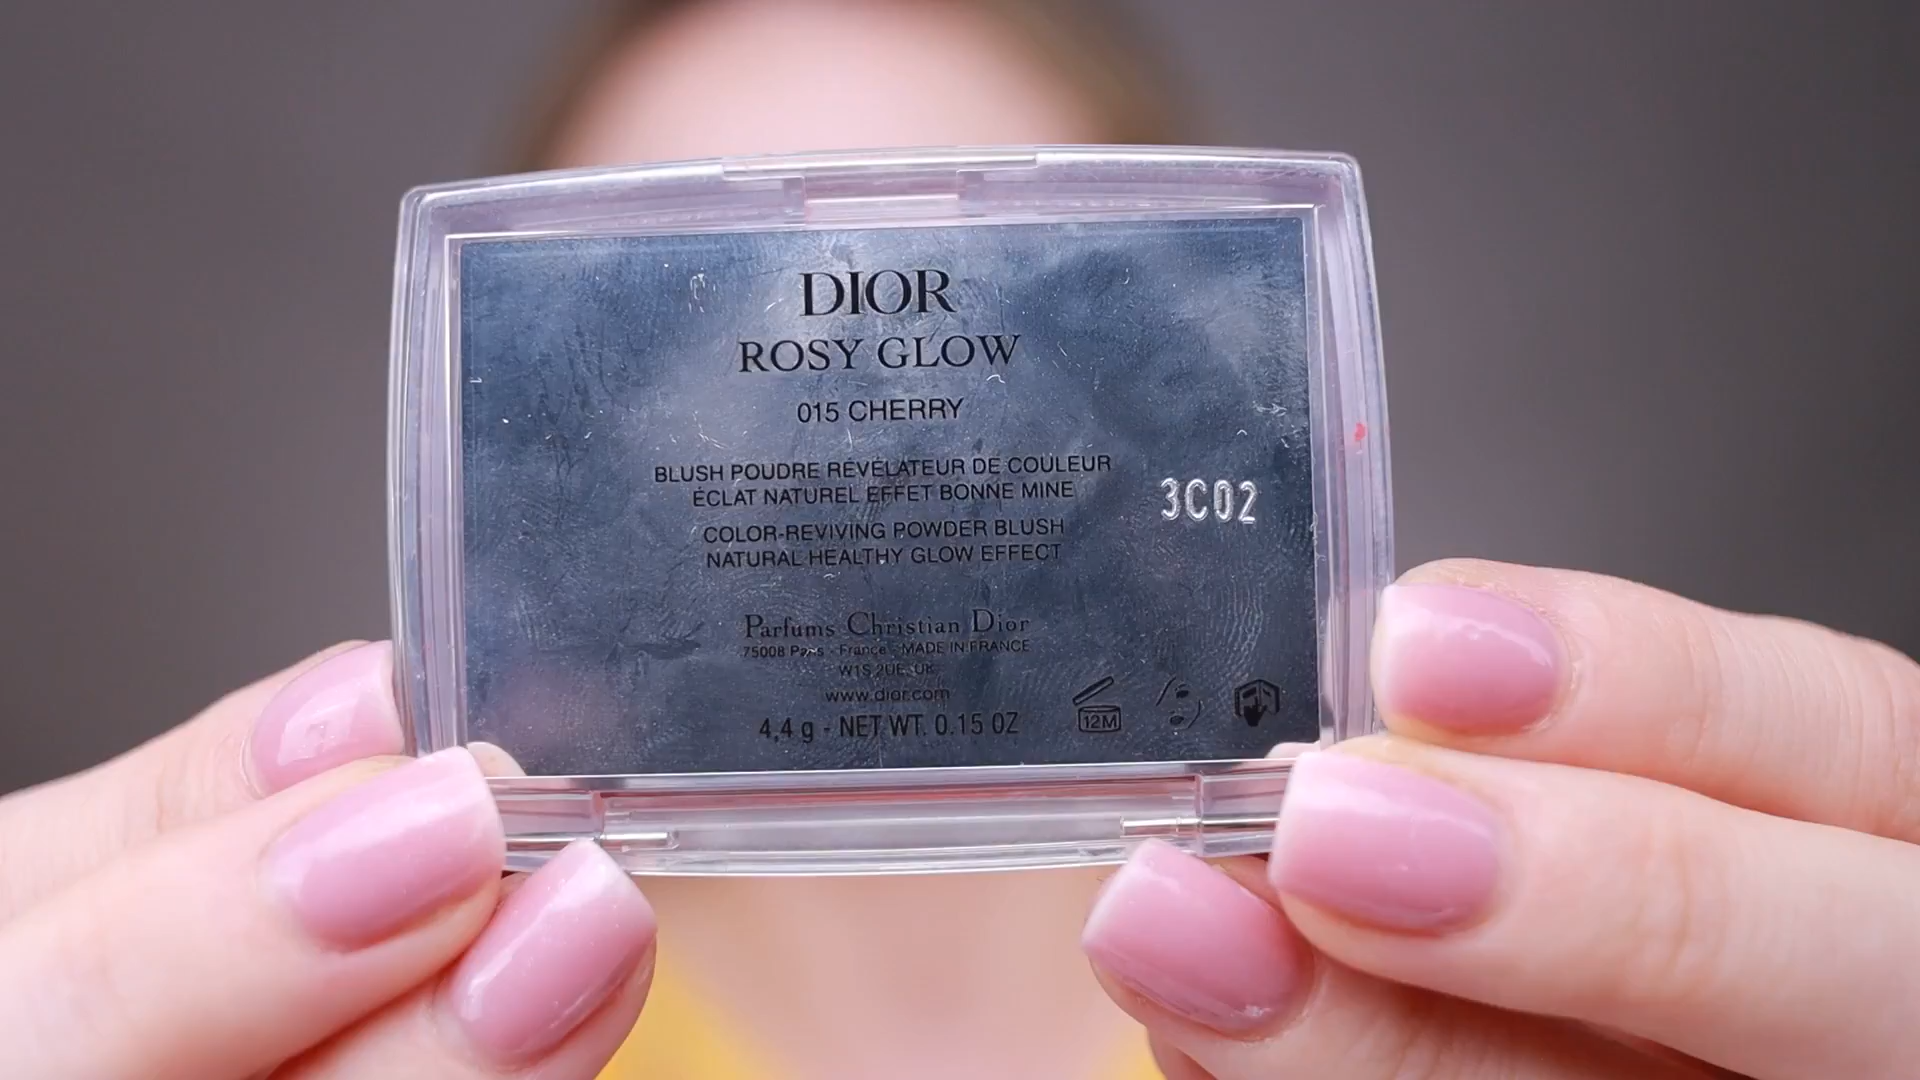 DIOR
ROSY GLOW
015 CHERRY
BLUSH POUDRE RÉVÉLATEUR DE COULEUR
ÉCLAT NATUREL EFFET BONNE MINE
3C02
COLOR-REVIVING POWDER BLUSH
NATURAL HEALTHY GLOW EFFECT
Parfums Christian Dior
75008 Paris - France - MADE IN FRANCE
W1S 2UE UK
www.dior.com
4,4 g - NET WT. 0.15 OZ
12M